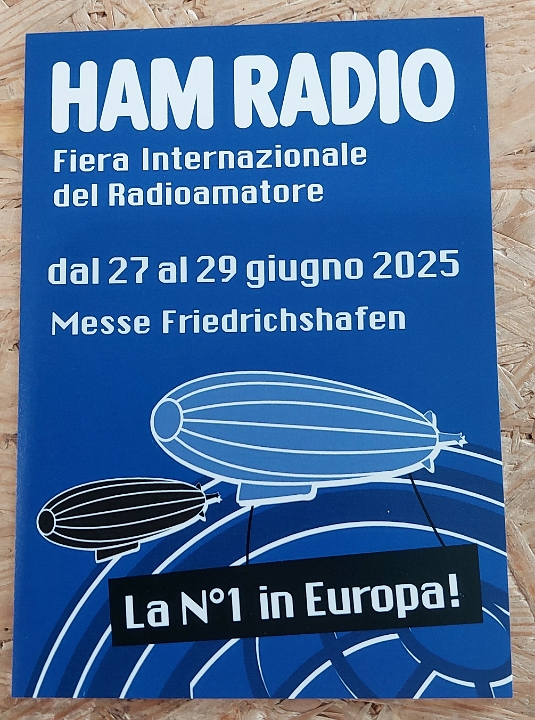 HAM RADIO
Fiera Internazionale
del Radioamatore
dal 27 al 29 giugno 2025
Messe Friedrichshafen
La N°1 in Europa!